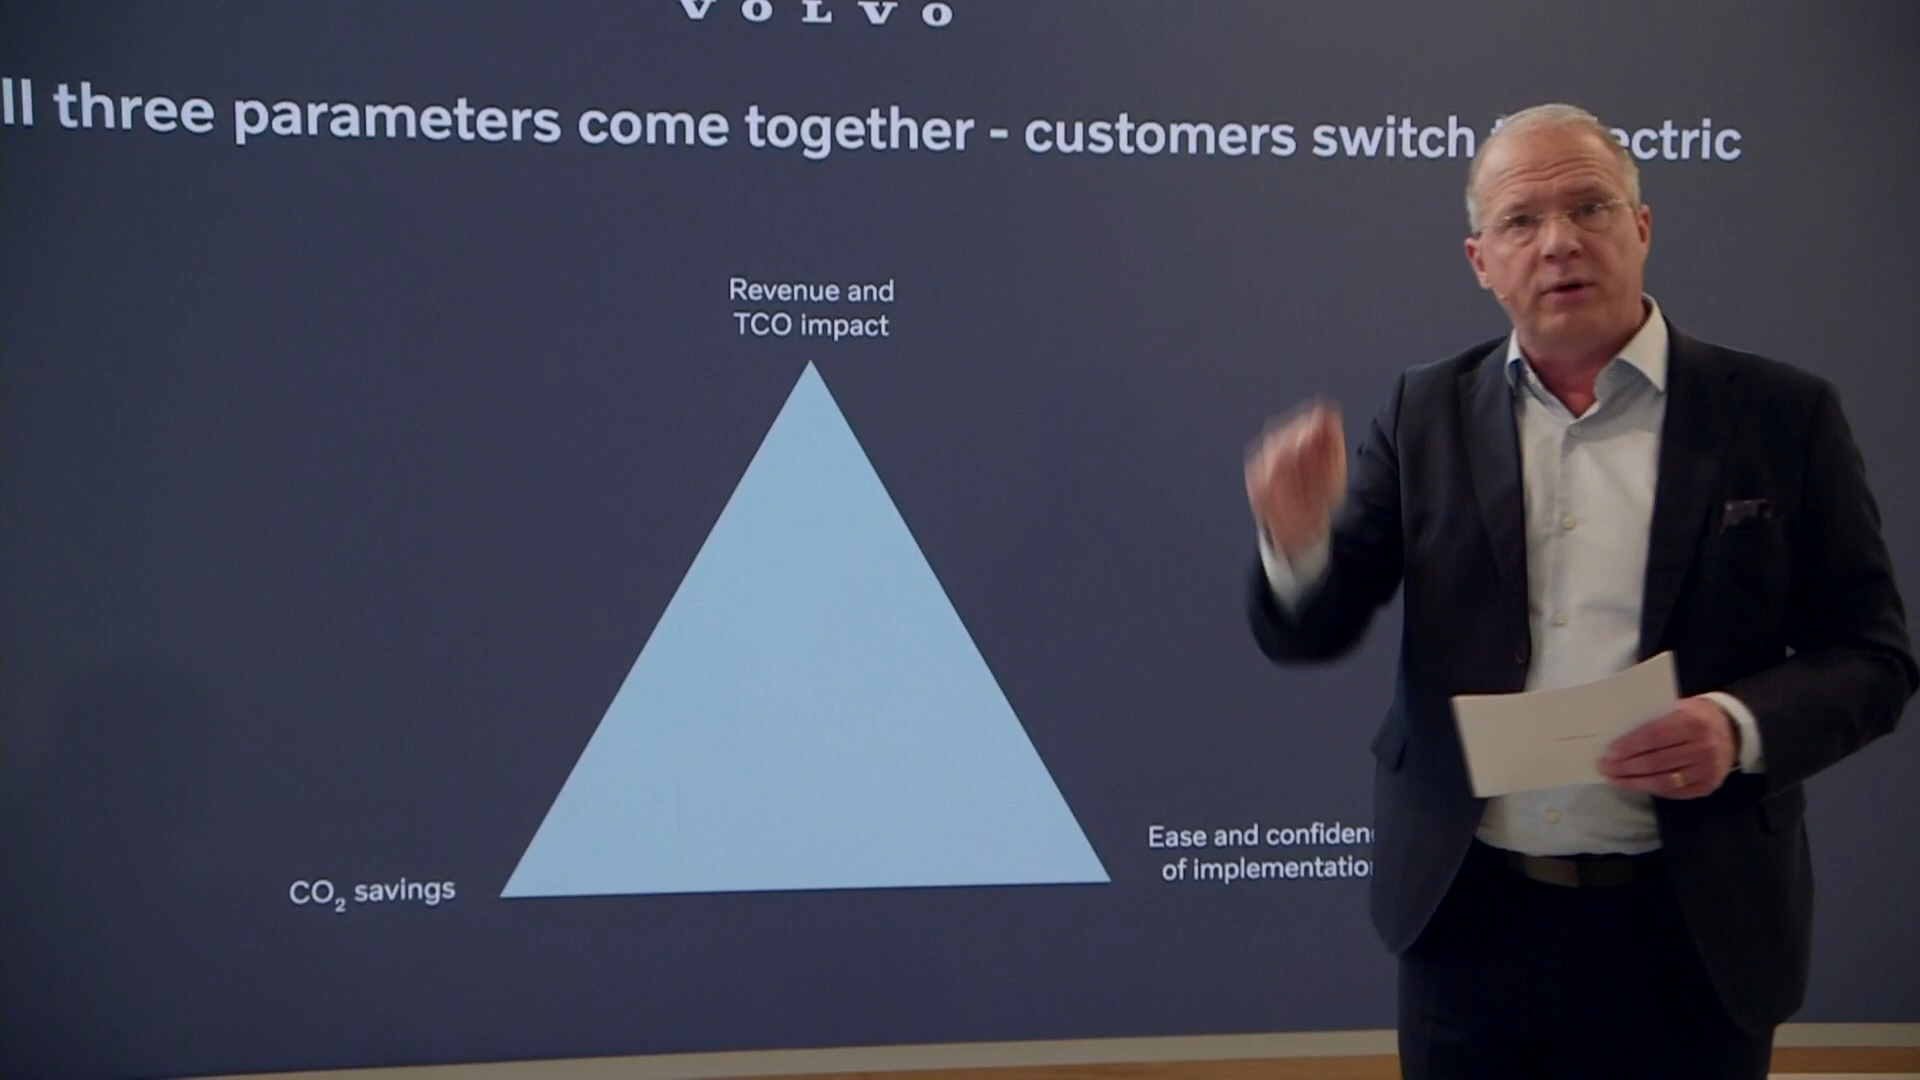 VOLVO
ll three parameters come together - customers switch ectric
Revenue and
TCO impact
CO₂ savings
Ease and confiden
of implementatio